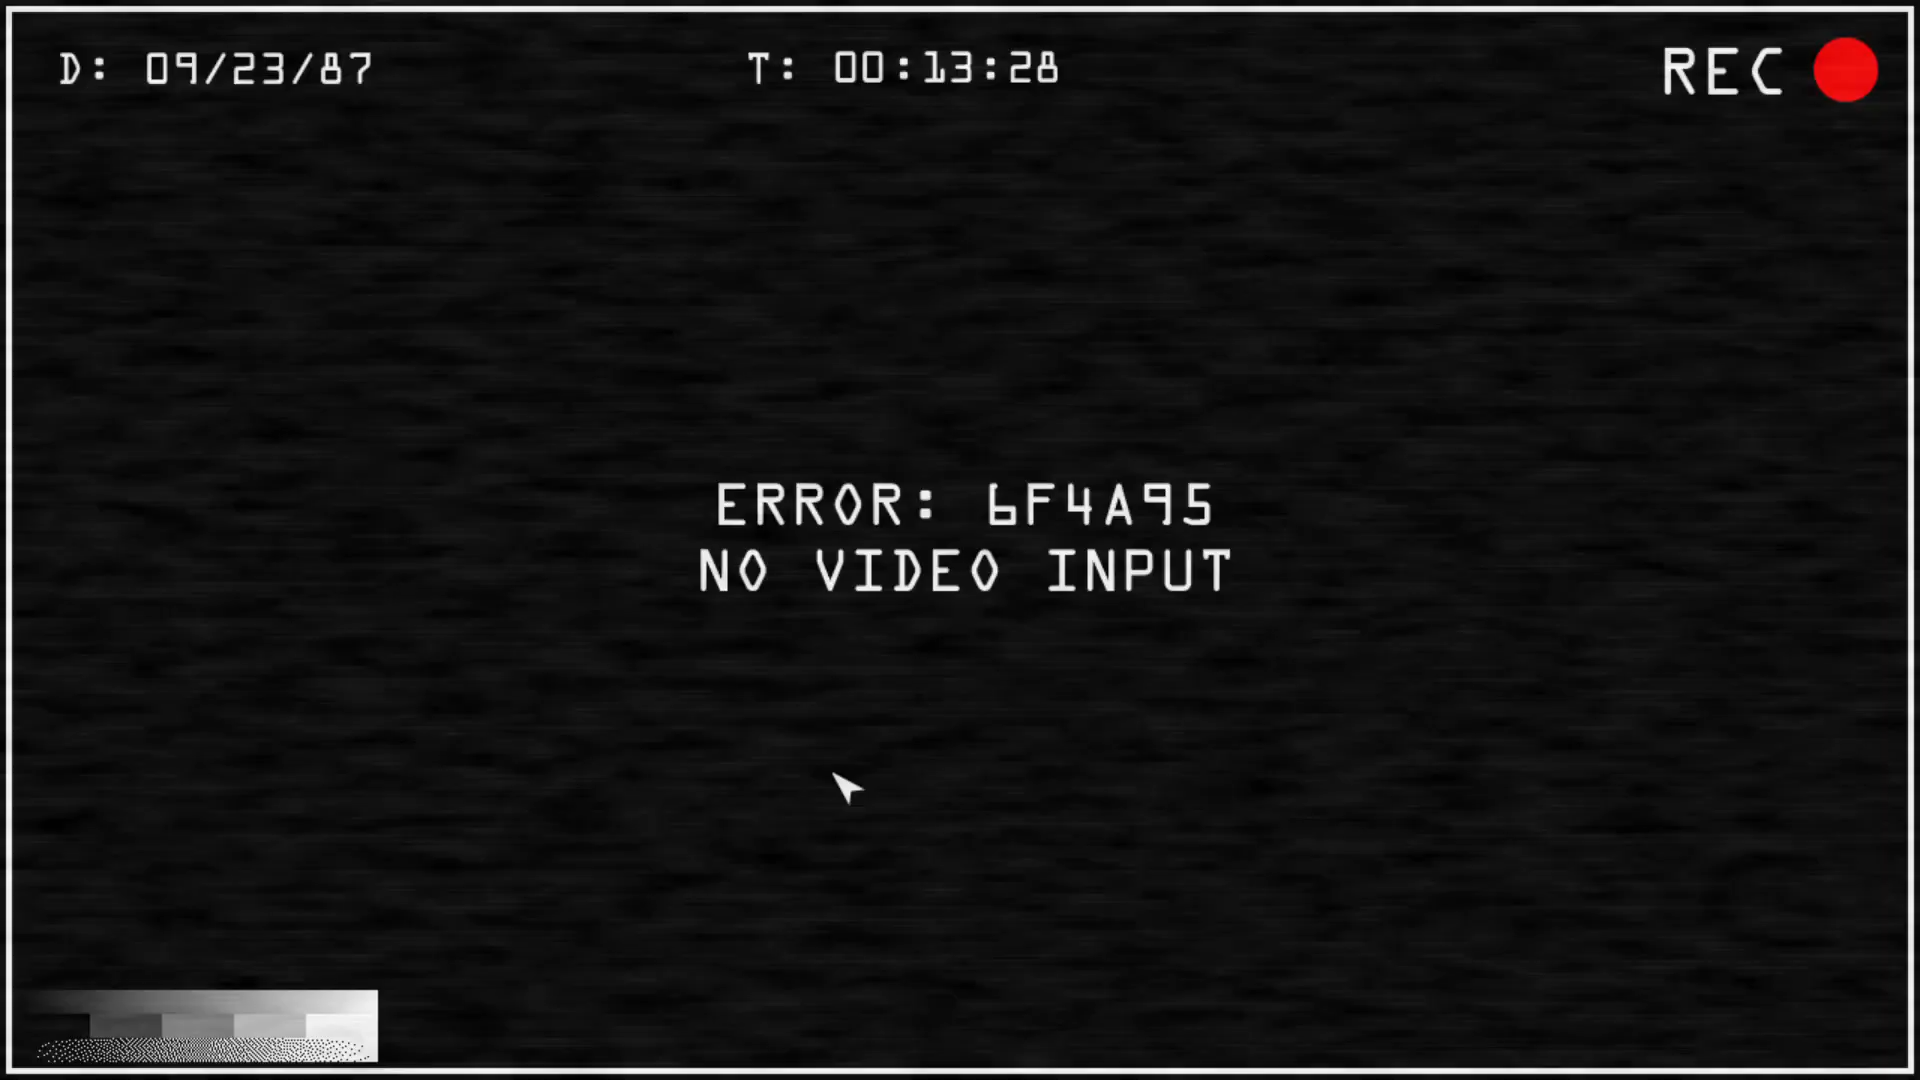 D: 09/23/87
T: 00:13:28
REC
ERROR: 6F4A95
NO VIDEO INPUT